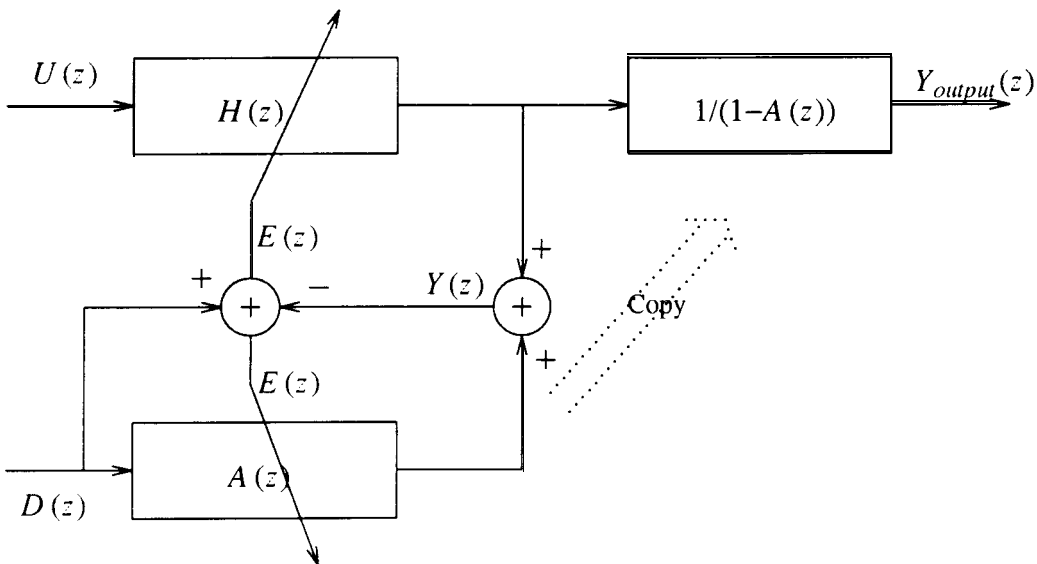 U(z)
H(z)
1/(1−A(z))
Y_output(z)
E(z)
+
+
+
−
Y(z)
+
+
Copy
E(z)
A(z)
D(z)